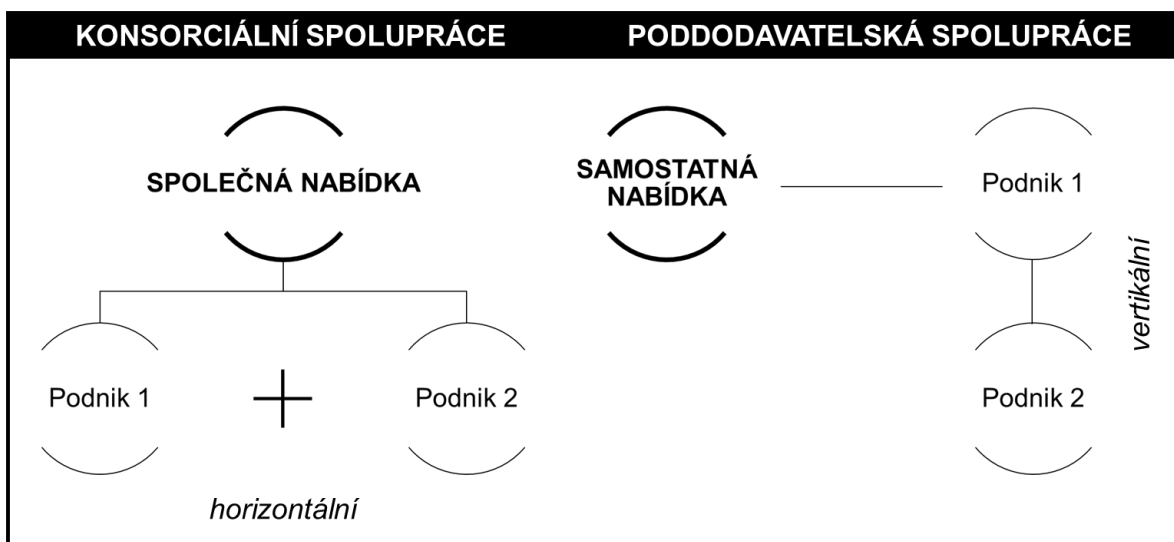 KONSORCIÁLNÍ SPOLUPRÁCE
PODDODAVATELSKÁ SPOLUPRÁCE
SPOLEČNÁ NABÍDKA
Podnik 1
Podnik 2
horizontální
SAMOSTATNÁ
NABÍDKA
Podnik 1
Podnik 2
vertikální